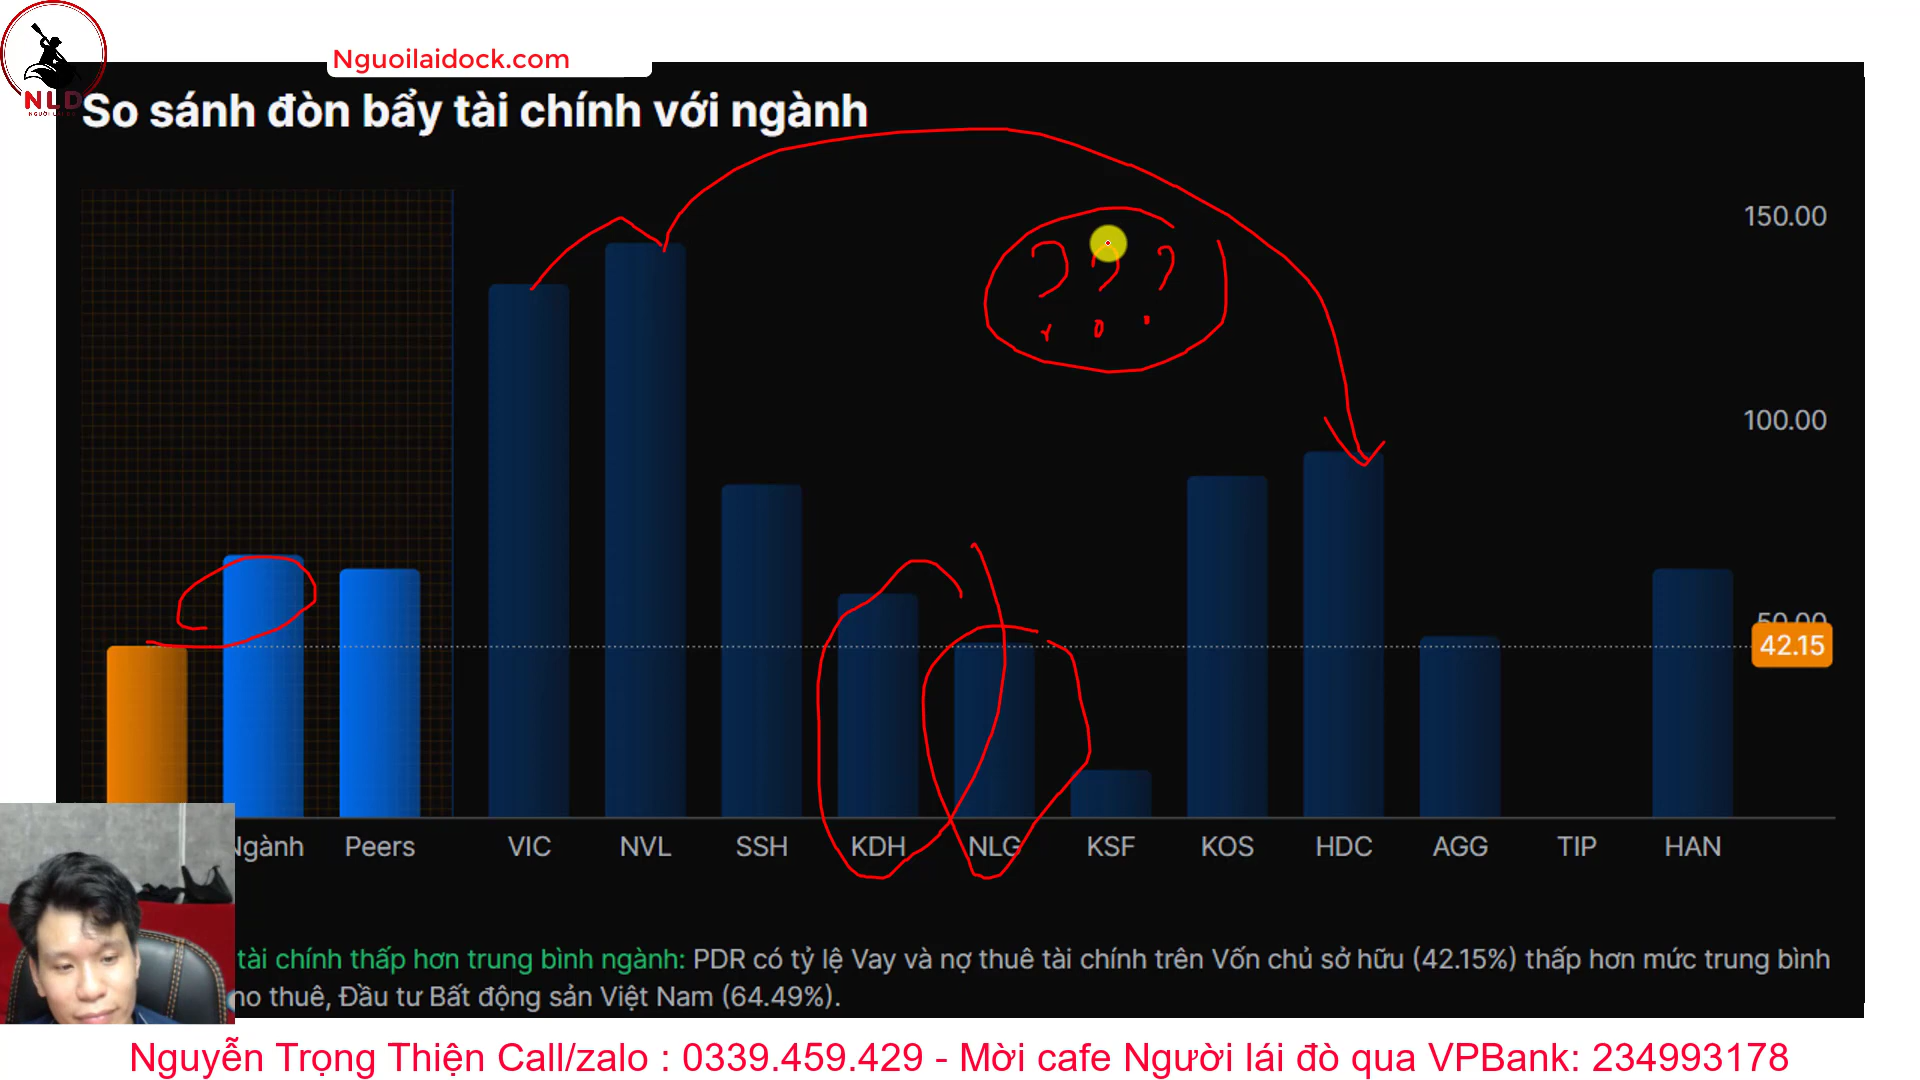 Nguoilaidock.com
NLD
So sánh đòn bẩy tài chính với ngành
150.00
100.00
50.00
42.15
Ngành Peers VIC NVL SSH KDH NLG KSF KOS HDC AGG TIP HAN
tài chính thấp hơn trung bình ngành: PDR có tỷ lệ Vay và nợ thuê tài chính trên Vốn chủ sở hữu (42.15%) thấp hơn mức trung bình
ho thuê, Đầu tư Bất động sản Việt Nam (64.49%).
Nguyễn Trọng Thiện Call/zalo : 0339.459.429 - Mời cafe Người lái đò qua VPBank: 234993178